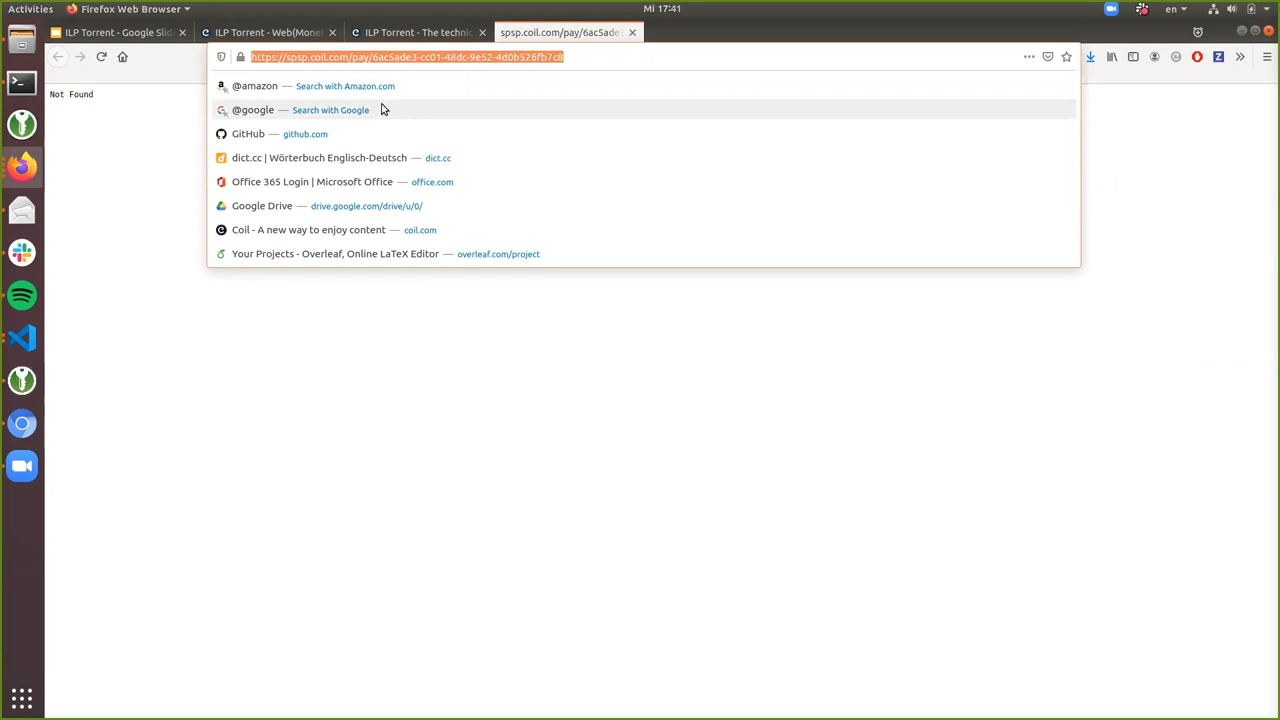 Activities Firefox Web Browser Mi 17:41 en
ILP Torrent - Google Slid ILP Torrent - Web(Monet ILP Torrent - The technic spsp.coil.com/pay/6ac5ade3
https://spsp.coil.com/pay/6ac5ade3-cc01-48dc-9e52-4d0b526fb7c8
Not Found
@amazon — Search with Amazon.com
@google — Search with Google
GitHub — github.com
dict.cc | Wörterbuch Englisch-Deutsch — dict.cc
Office 365 Login | Microsoft Office — office.com
Google Drive — drive.google.com/drive/u/0/
Coil - A new way to enjoy content — coil.com
Your Projects - Overleaf, Online LaTeX Editor — overleaf.com/project